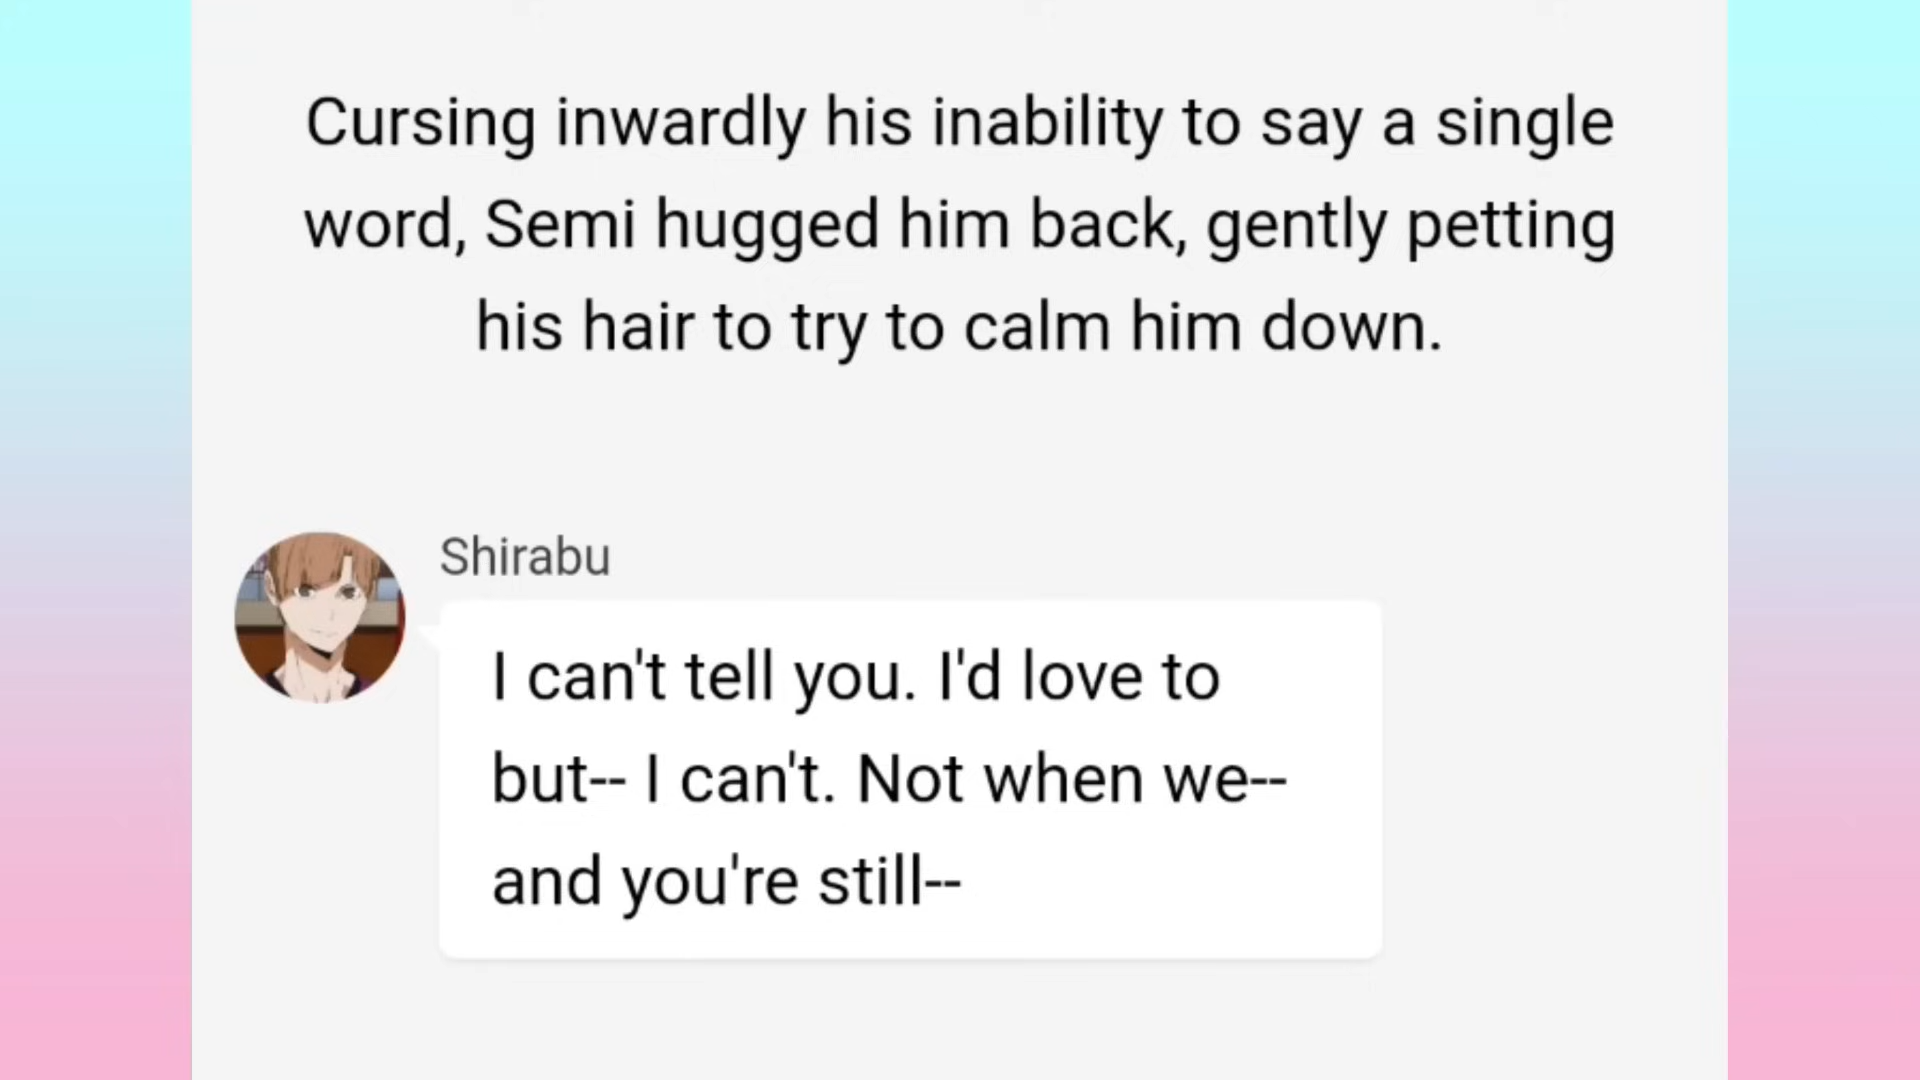 Cursing inwardly his inability to say a single
word, Semi hugged him back, gently petting
his hair to try to calm him down.
Shirabu
I can't tell you. I'd love to
but-- I can't. Not when we--
and you're still--